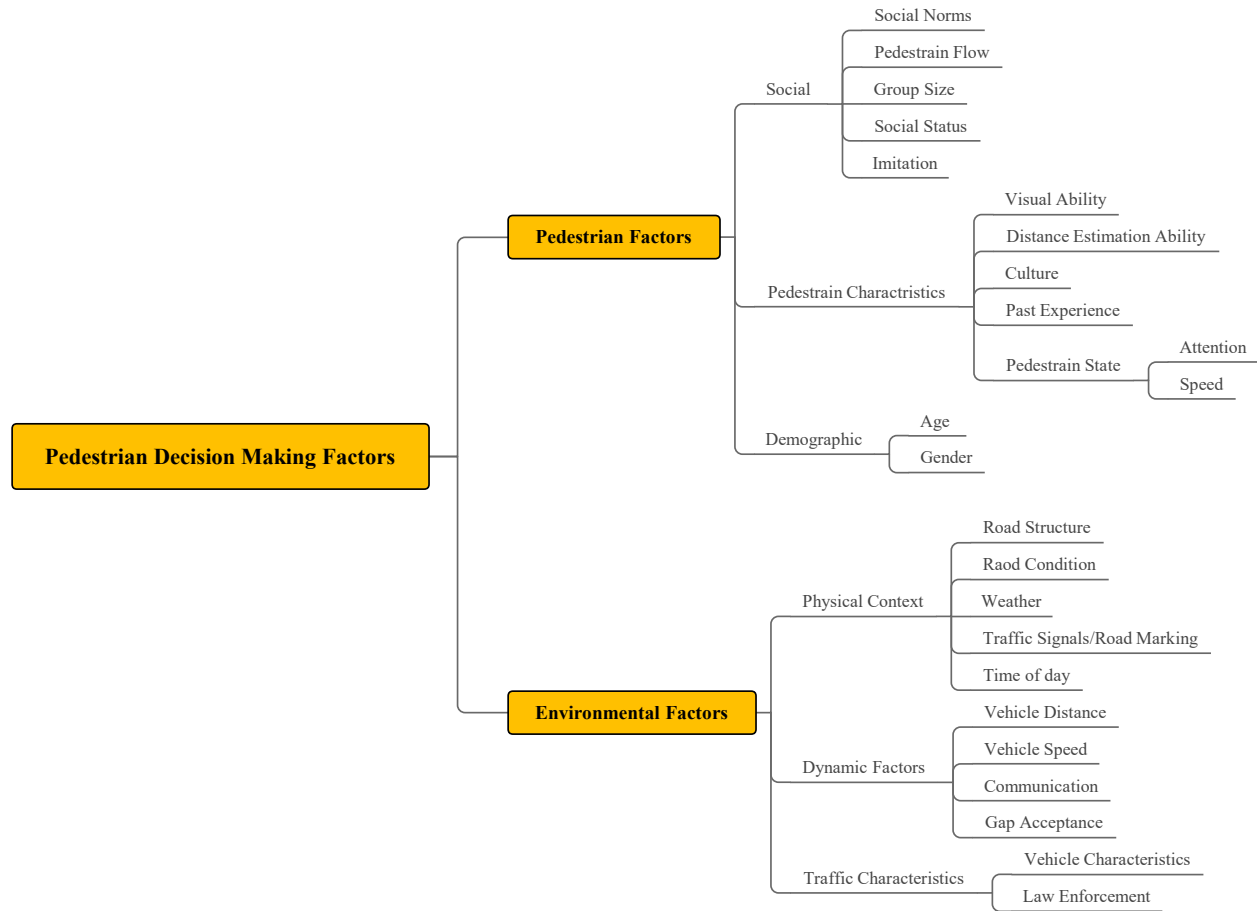 Social Norms
Pedestrain Flow
Social
Group Size
Social Status
Imitation
Visual Ability
Pedestrian Factors
Distance Estimation Ability
Culture
Pedestrain Charactristics
Past Experience
Attention
Pedestrain State
Speed
Age
Demographic
Gender
Pedestrian Decision Making Factors
Road Structure
Raod Condition
Physical Context
Weather
Traffic Signals/Road Marking
Time of day
Environmental Factors
Vehicle Distance
Vehicle Speed
Dynamic Factors
Communication
Gap Acceptance
Vehicle Characteristics
Traffic Characteristics
Law Enforcement